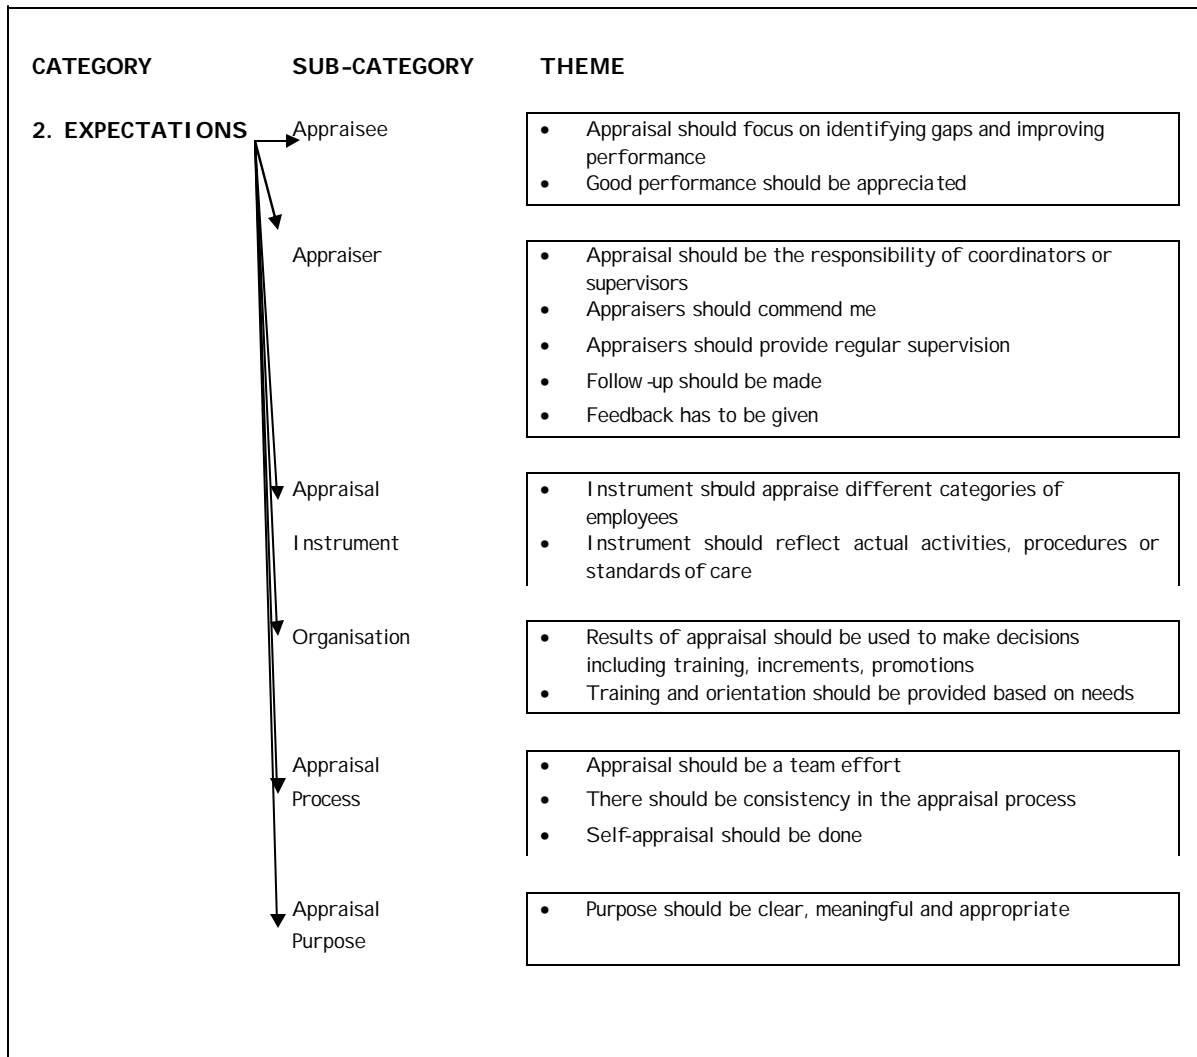 CATEGORY SUB-CATEGORY THEME
2. EXPECTATIONS Appraisee • Appraisal should focus on identifying gaps and improving
performance
• Good performance should be appreciated
Appraiser • Appraisal should be the responsibility of coordinators or
supervisors
• Appraisers should commend me
• Appraisers should provide regular supervision
• Follow-up should be made
• Feedback has to be given
Appraisal • Instrument should appraise different categories of
employees
Instrument • Instrument should reflect actual activities, procedures or
standards of care
Organisation • Results of appraisal should be used to make decisions
including training, increments, promotions
• Training and orientation should be provided based on needs
Appraisal • Appraisal should be a team effort
Process • There should be consistency in the appraisal process
• Self-appraisal should be done
Appraisal • Purpose should be clear, meaningful and appropriate
Purpose